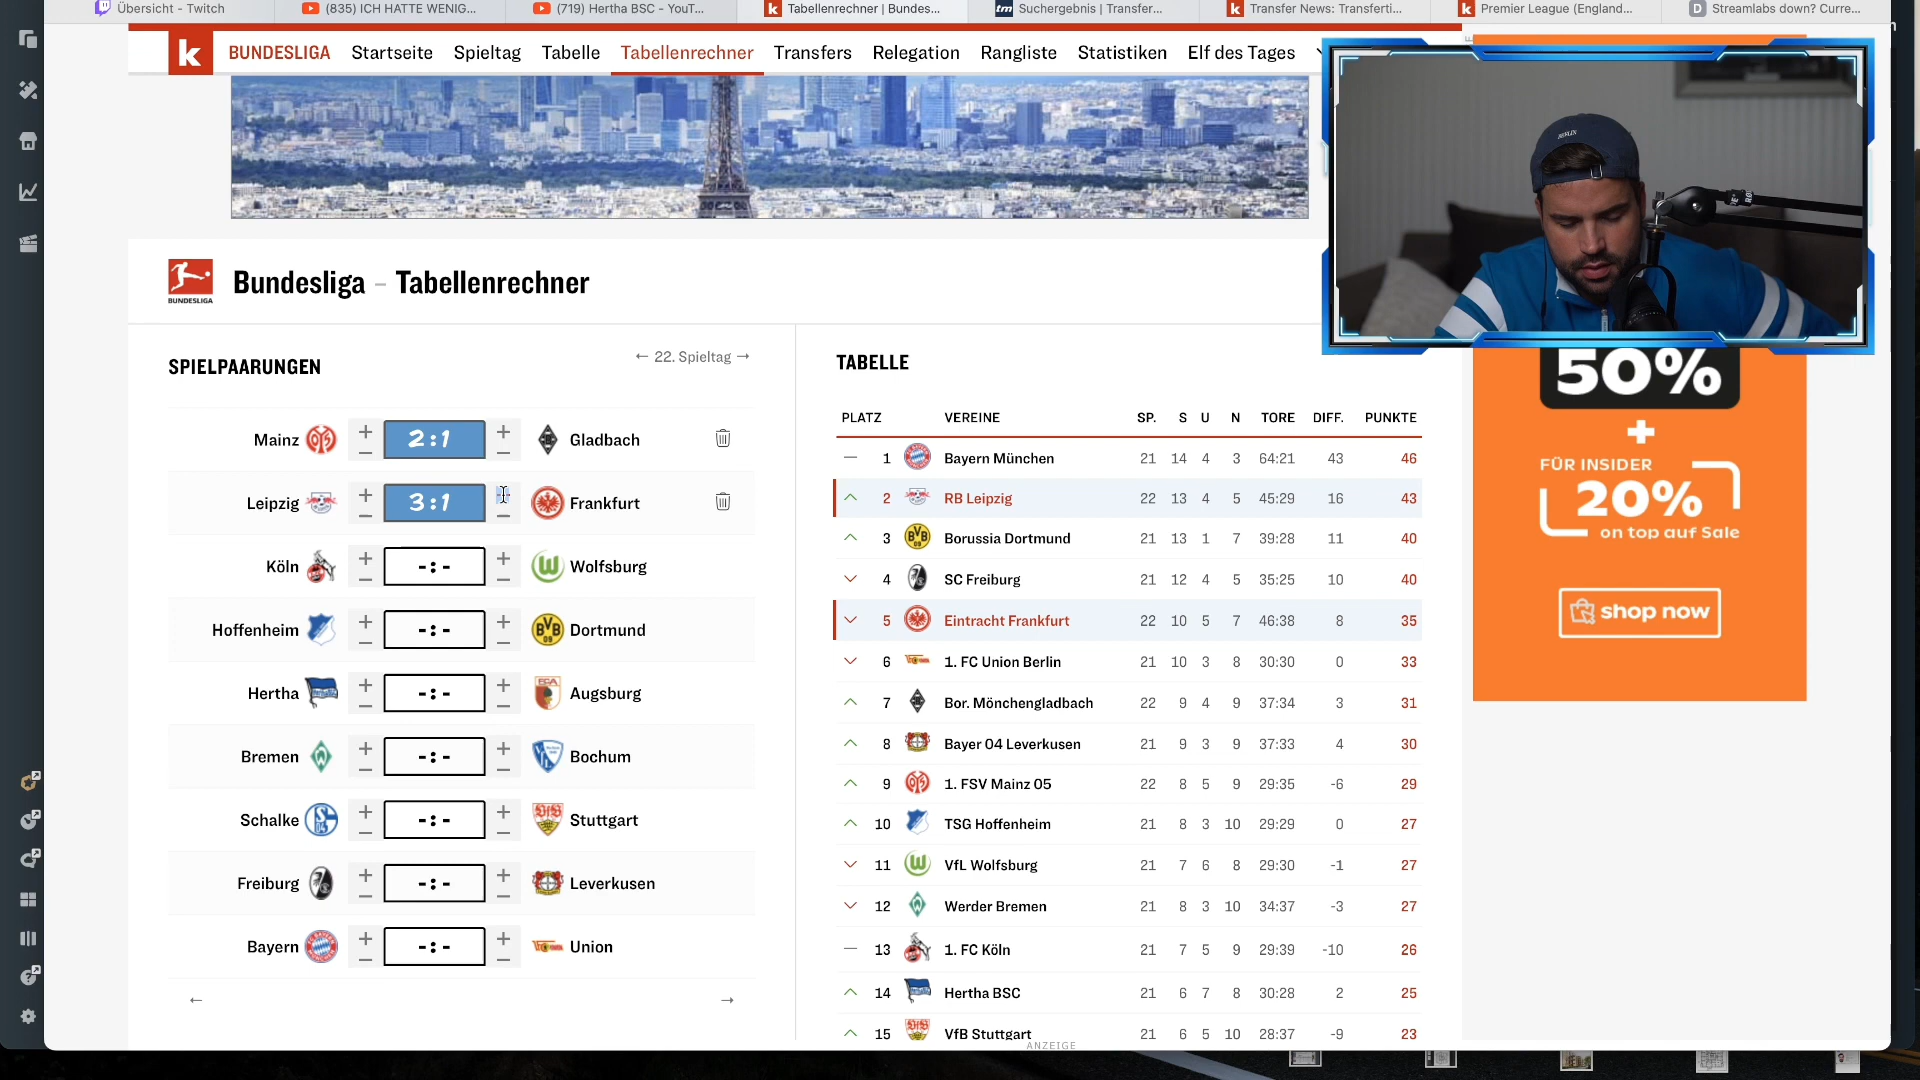 Übersicht - Twitch
(835) ICH HATTE WENIG...
(719) Hertha BSC - YouT...
Tabellenrechner | Bundes...
Suchergebnis | Transfer...
Transfer News: Transferti...
Premier League (England...
Streamlabs down? Curre...
BUNDESLIGA Startseite Spieltag Tabelle Tabellenrechner Transfers Relegation Rangliste Statistiken Elf des Tages
BERLIN
BUNDESLIGA
Bundesliga – Tabellenrechner
SPIELPAARUNGEN
← 22. Spieltag →
Mainz + − 2:1 + − Gladbach
Leipzig + − 3:1 + − Frankfurt
Köln + − -:- + − Wolfsburg
Hoffenheim + − -:- + − Dortmund
Hertha + − -:- + − Augsburg
Bremen + − -:- + − Bochum
Schalke + − -:- + − Stuttgart
Freiburg + − -:- + − Leverkusen
Bayern + − -:- + − Union
← →
TABELLE
PLATZ VEREINE SP. S U N TORE DIFF. PUNKTE
1 Bayern München 21 14 4 3 64:21 43 46
2 RB Leipzig 22 13 4 5 45:29 16 43
3 Borussia Dortmund 21 13 1 7 39:28 11 40
4 SC Freiburg 21 12 4 5 35:25 10 40
5 Eintracht Frankfurt 22 10 5 7 46:38 8 35
6 1. FC Union Berlin 21 10 3 8 30:30 0 33
7 Bor. Mönchengladbach 22 9 4 9 37:34 3 31
8 Bayer 04 Leverkusen 21 9 3 9 37:33 4 30
9 1. FSV Mainz 05 22 8 5 9 29:35 -6 29
10 TSG Hoffenheim 21 8 3 10 29:29 0 27
11 VfL Wolfsburg 21 7 6 8 29:30 -1 27
12 Werder Bremen 21 8 3 10 34:37 -3 27
13 1. FC Köln 21 7 5 9 29:39 -10 26
14 Hertha BSC 21 6 7 8 30:28 2 25
15 VfB Stuttgart 21 6 5 10 28:37 -9 23
ANZEIGE
50%
+
FÜR INSIDER
20%
on top auf Sale
shop now